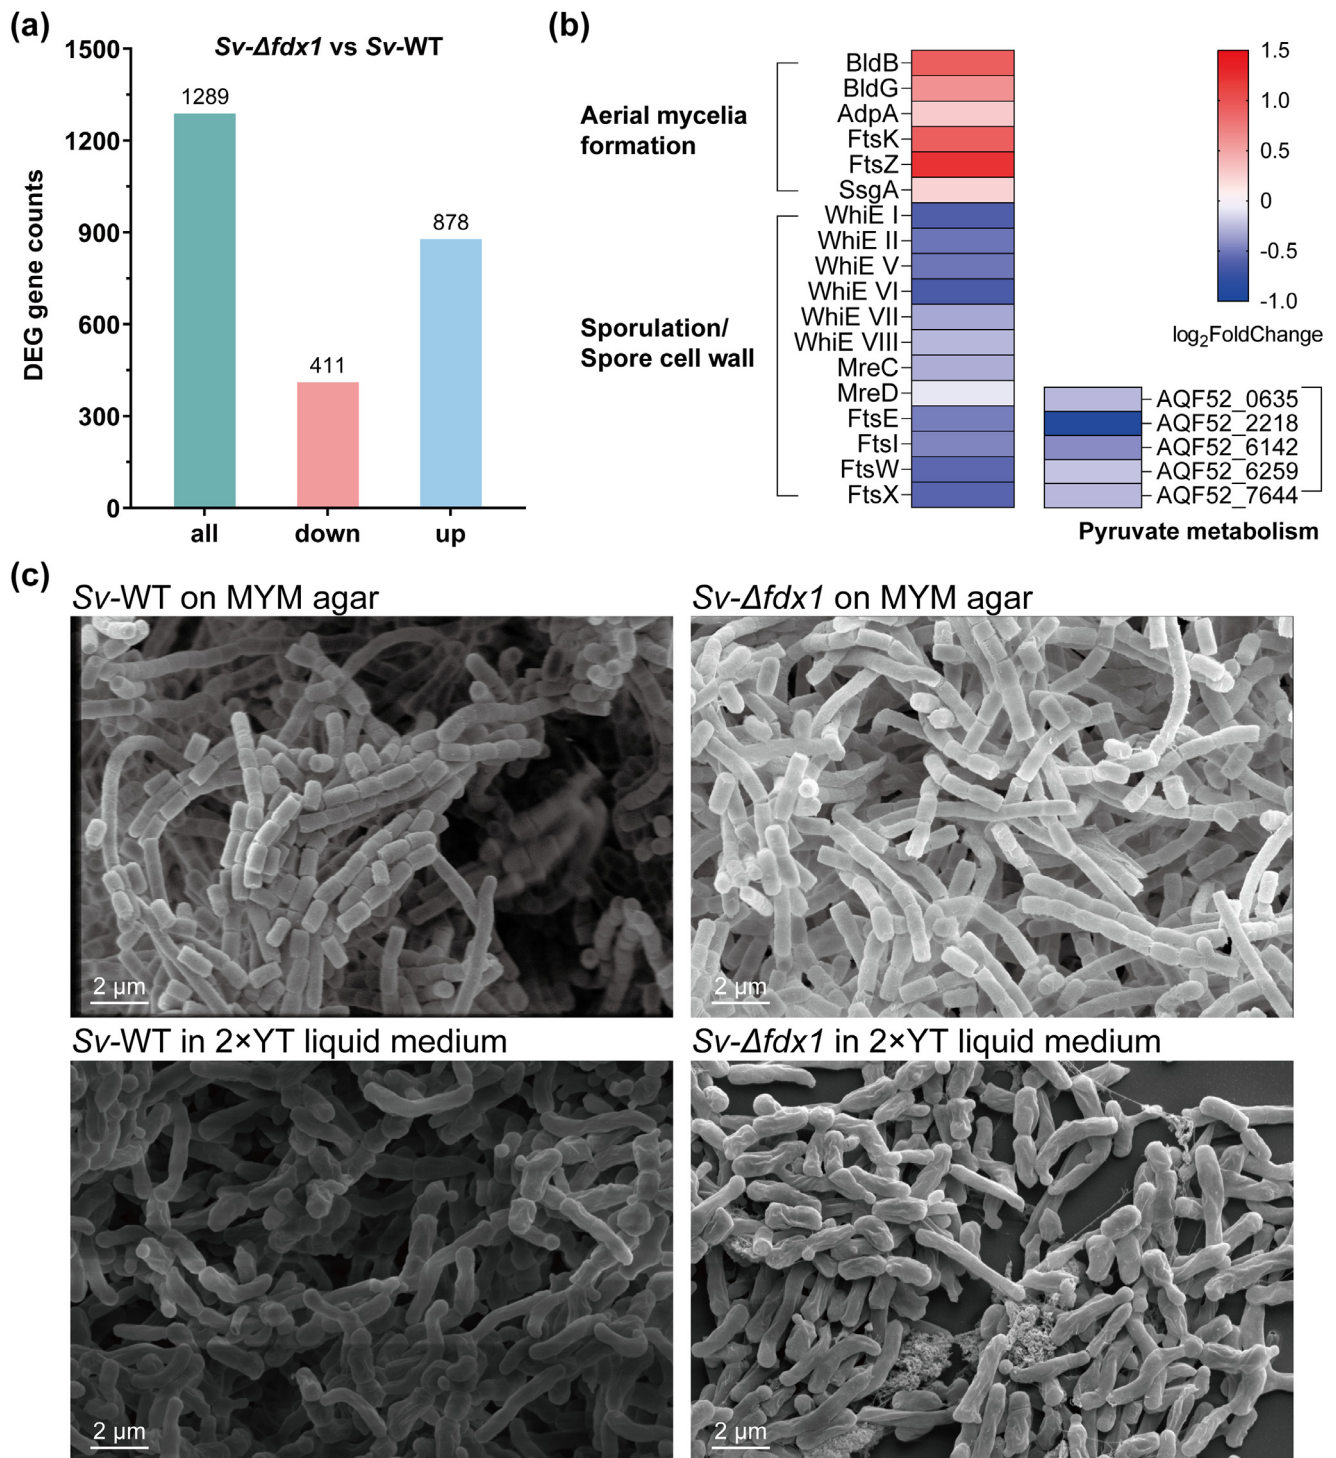 (a)
Sv-Δfdx1 vs Sv-WT
DEG gene counts
1500
1200
900
600
300
0
1289
411
878
all
down
up
(b)
Aerial mycelia
formation
Sporulation/
Spore cell wall
BldB
BldG
AdpA
FtsK
FtsZ
SsgA
WhiE I
WhiE II
WhiE V
WhiE VI
WhiE VII
WhiE VIII
MreC
MreD
FtsE
FtsI
FtsW
FtsX
1.5
1.0
0.5
0
-0.5
-1.0
log₂FoldChange
AQF52_0635
AQF52_2218
AQF52_6142
AQF52_6259
AQF52_7644
Pyruvate metabolism
(c)
Sv-WT on MYM agar
2 μm
Sv-Δfdx1 on MYM agar
2 μm
Sv-WT in 2×YT liquid medium
2 μm
Sv-Δfdx1 in 2×YT liquid medium
2 μm